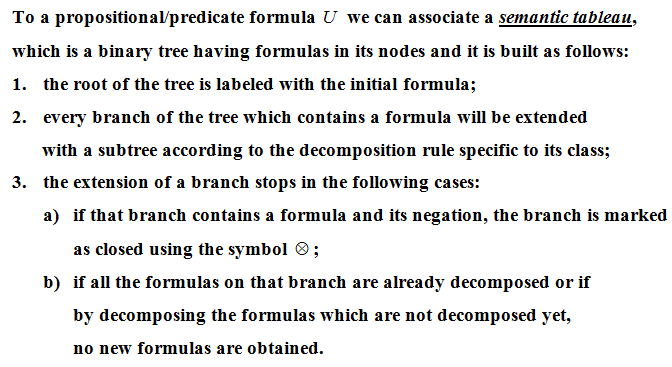 To a propositional/predicate formula U we can associate a semantic tableau,
which is a binary tree having formulas in its nodes and it is built as follows:
1. the root of the tree is labeled with the initial formula;
2. every branch of the tree which contains a formula will be extended
with a subtree according to the decomposition rule specific to its class;
3. the extension of a branch stops in the following cases:
a) if that branch contains a formula and its negation, the branch is marked
as closed using the symbol ⊗;
b) if all the formulas on that branch are already decomposed or if
by decomposing the formulas which are not decomposed yet,
no new formulas are obtained.